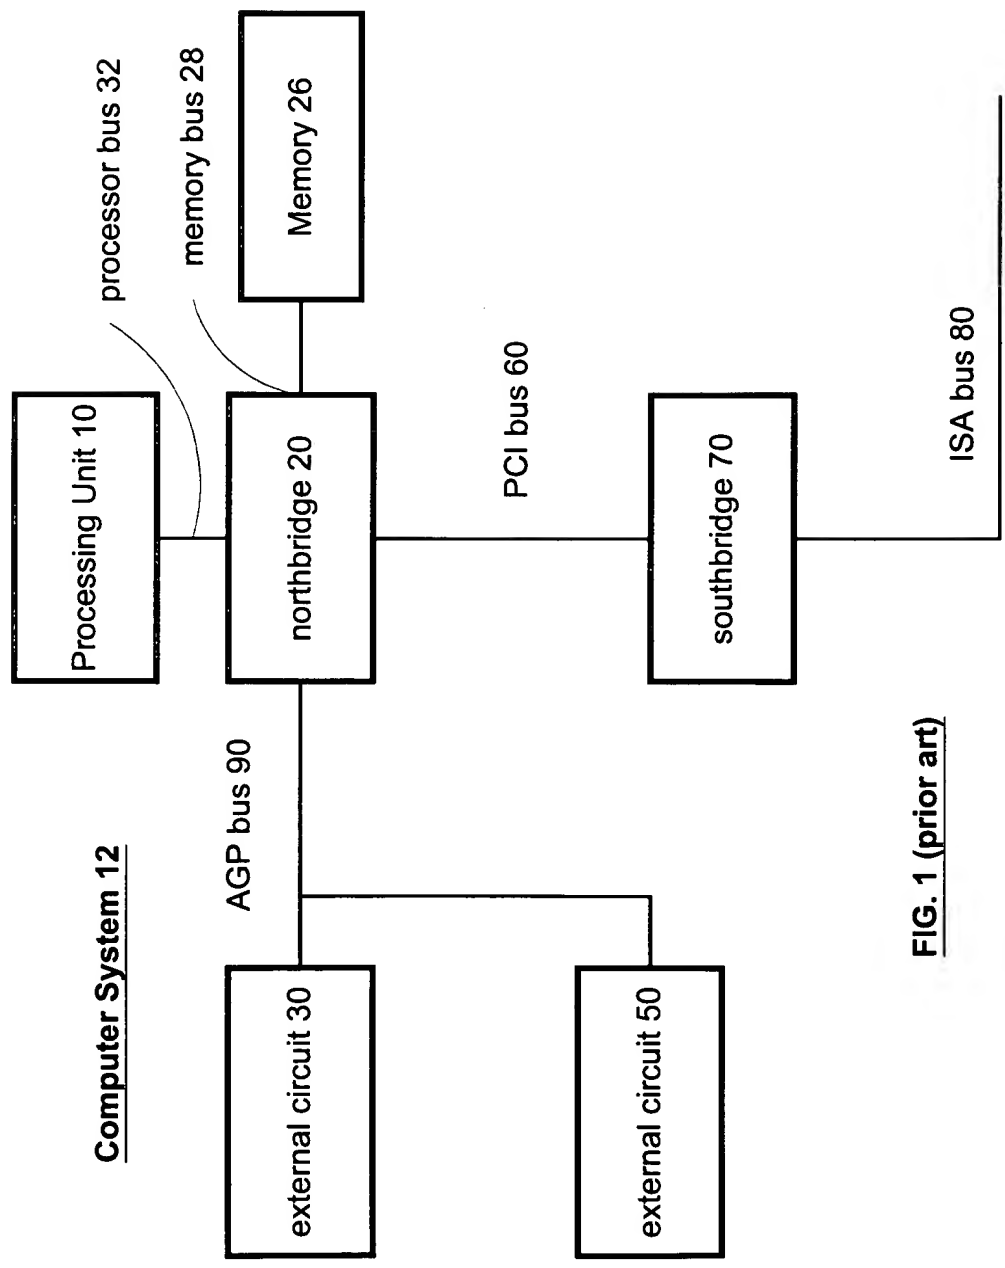 Computer System 12
Processing Unit 10
processor bus 32
memory bus 28
external circuit 30
AGP bus 90
northbridge 20
Memory 26
PCI bus 60
external circuit 50
southbridge 70
ISA bus 80
FIG. 1 (prior art)